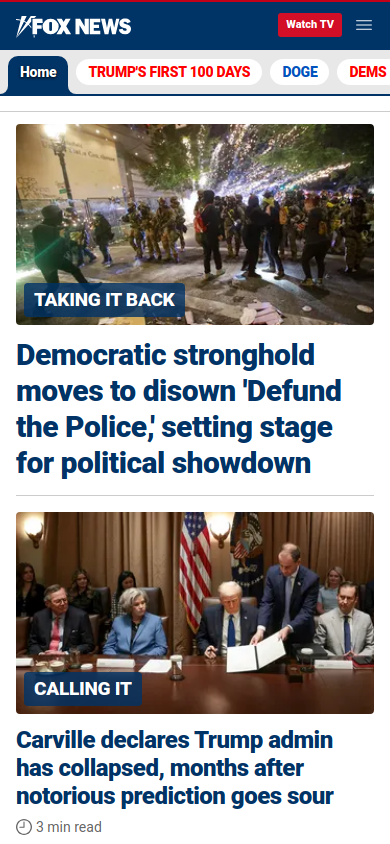 FOX NEWS
Watch TV
Home
TRUMP'S FIRST 100 DAYS
DOGE
DEMS
TAKING IT BACK
Democratic stronghold
moves to disown 'Defund
the Police,' setting stage
for political showdown
CALLING IT
Carville declares Trump admin
has collapsed, months after
notorious prediction goes sour
3 min read